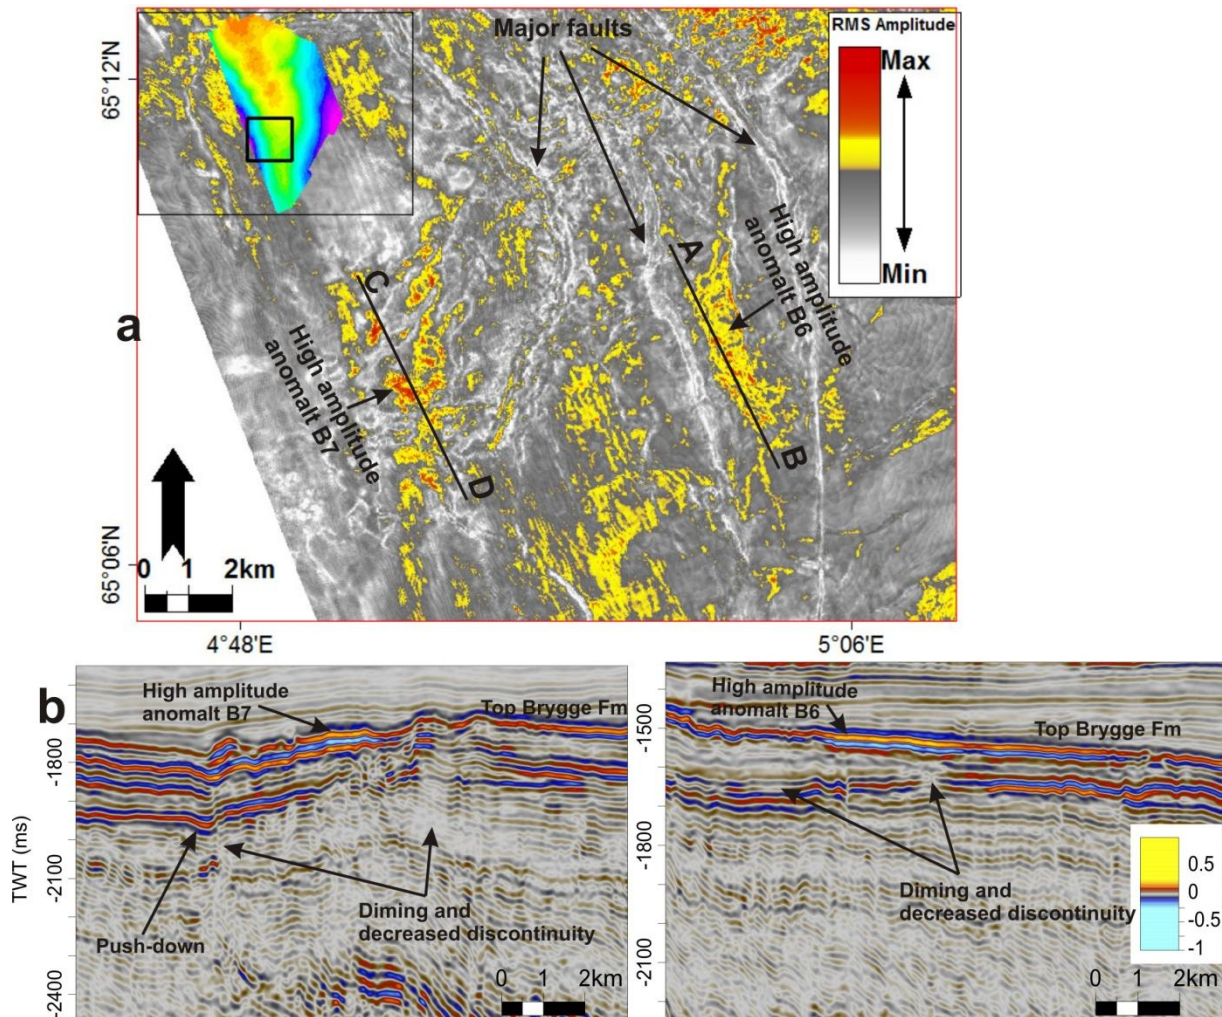 Major faults
RMS Amplitude
Max
Min
65°12'N
a
65°06'N
High amplitude
anomalt B6
A
B
C
D
High amplitude
anomalt B7
0 1 2km
4°48'E
5°06'E
b
High amplitude
anomalt B7
Top Brygge Fm
-1800
-2100
-2400
TWT (ms)
Push-down
Diming and
decreased discontinuity
0 1 2km
High amplitude
anomalt B6
Top Brygge Fm
-1500
-1800
-2100
Diming and
decreased discontinuity
0.5
0
-0.5
-1
0 1 2km